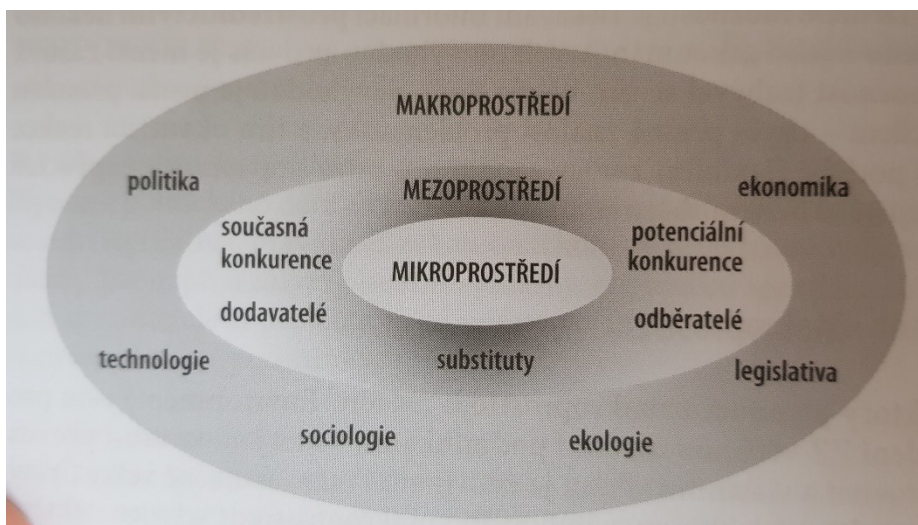 MAKROPROSTŘEDÍ
politika
ekonomika
MEZOPROSTŘEDÍ
současná
konkurence
potenciální
konkurence
MIKROPROSTŘEDÍ
dodavatelé
odběratelé
technologie
substituty
legislativa
sociologie
ekologie